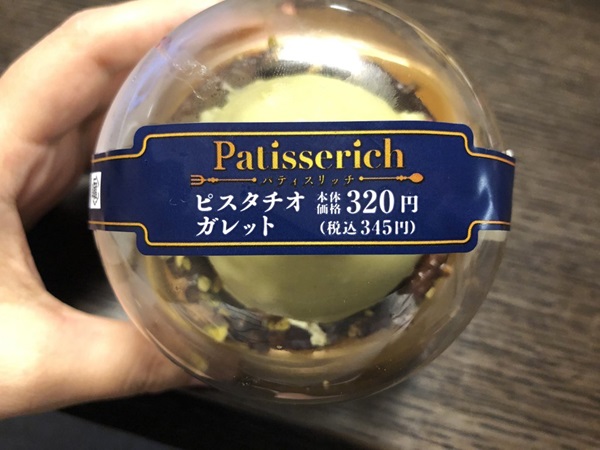 Patisserich
パティスリッチ
ピスタチオ
ガレット
本体
価格 320円
(税込345円)